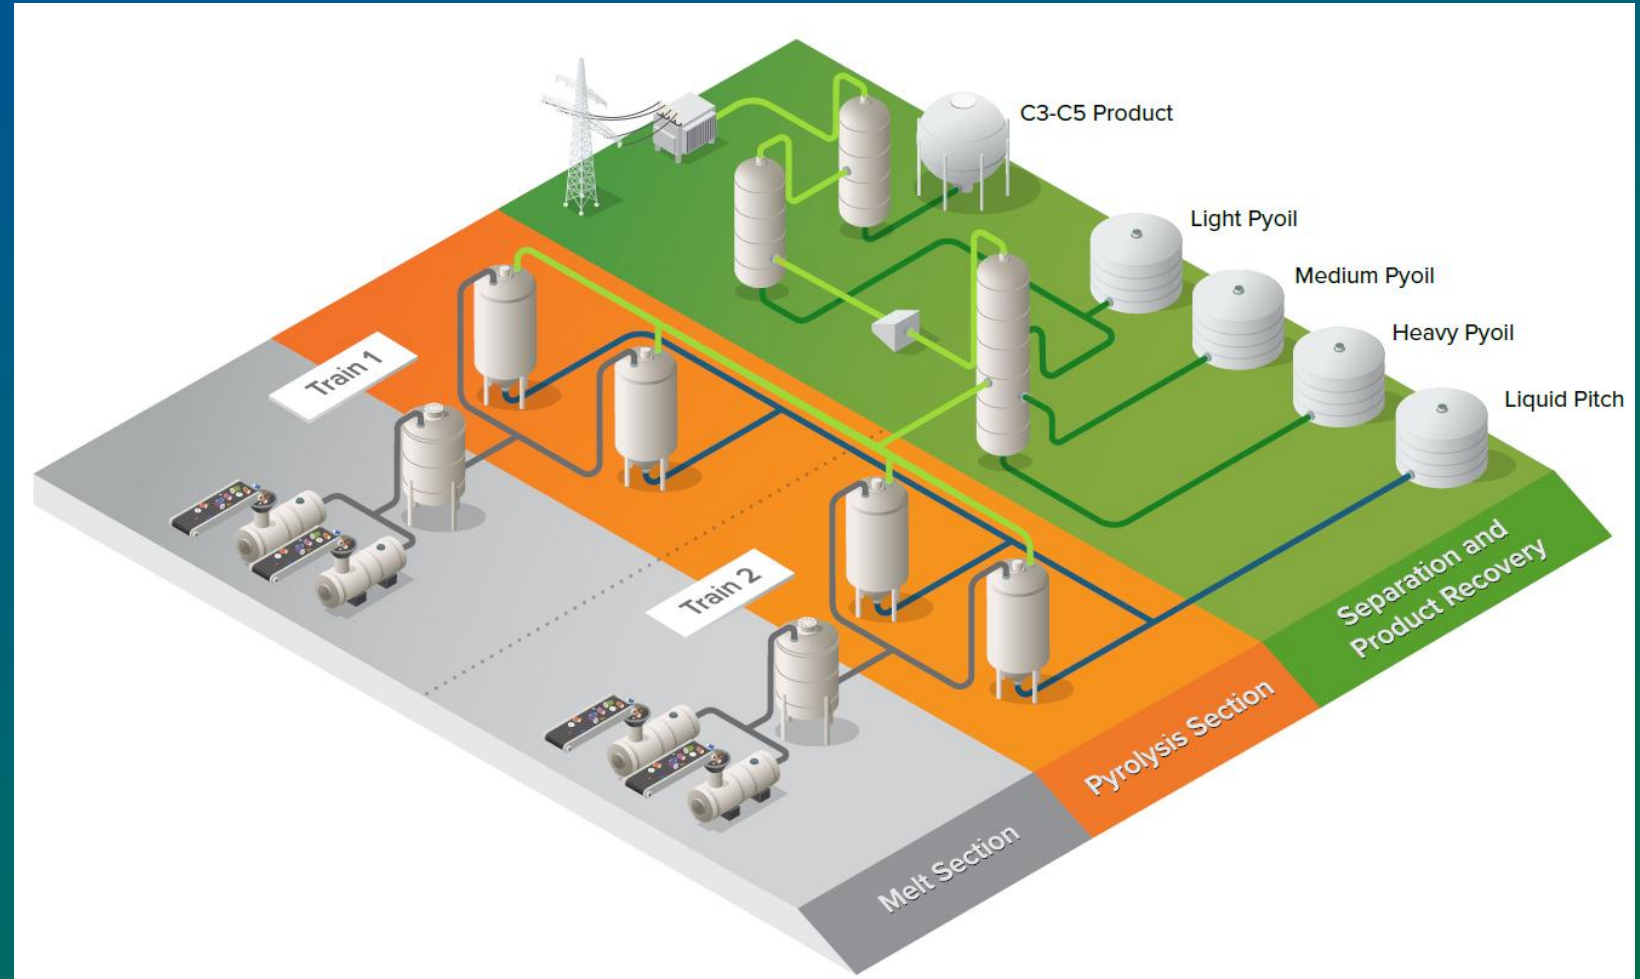 C3-C5 Product
Light Pyoil
Medium Pyoil
Heavy Pyoil
Liquid Pitch
Train 1
Train 2
Separation and
Product Recovery
Pyrolysis Section
Melt Section